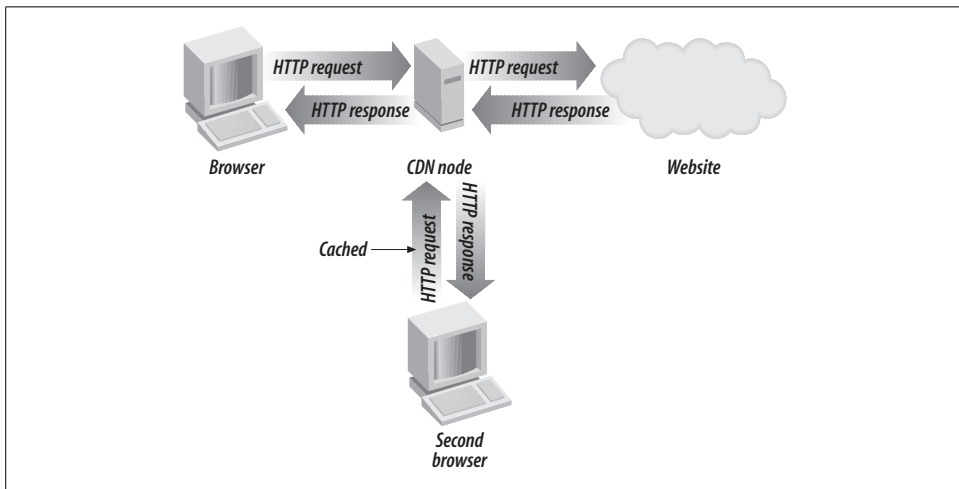 HTTP request
HTTP request
HTTP response
HTTP response
Browser
CDN node
Website
HTTP request
HTTP response
Cached
Second
browser